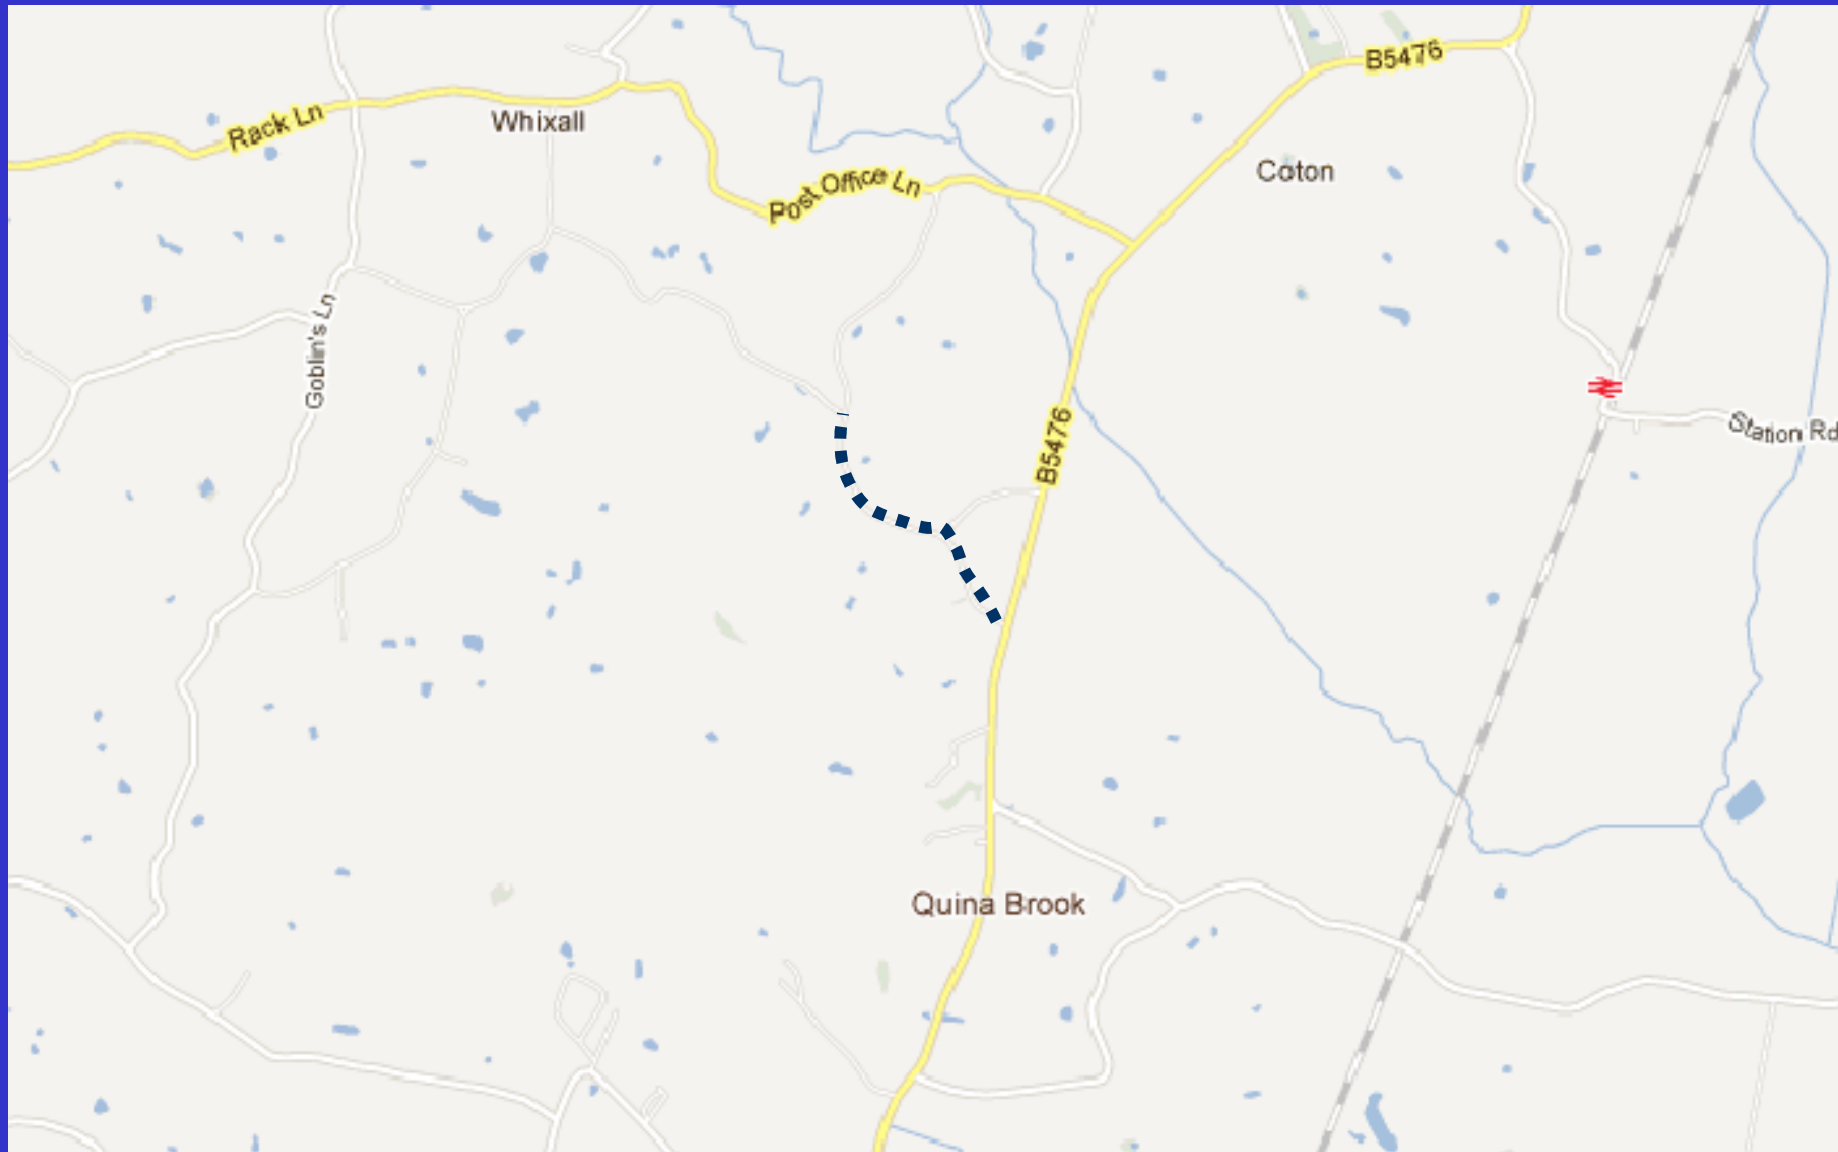 B5476
Rack Ln
Whixall
Coton
Post Office Ln
Goblin's Ln
B5476
Station Rd
Quina Brook